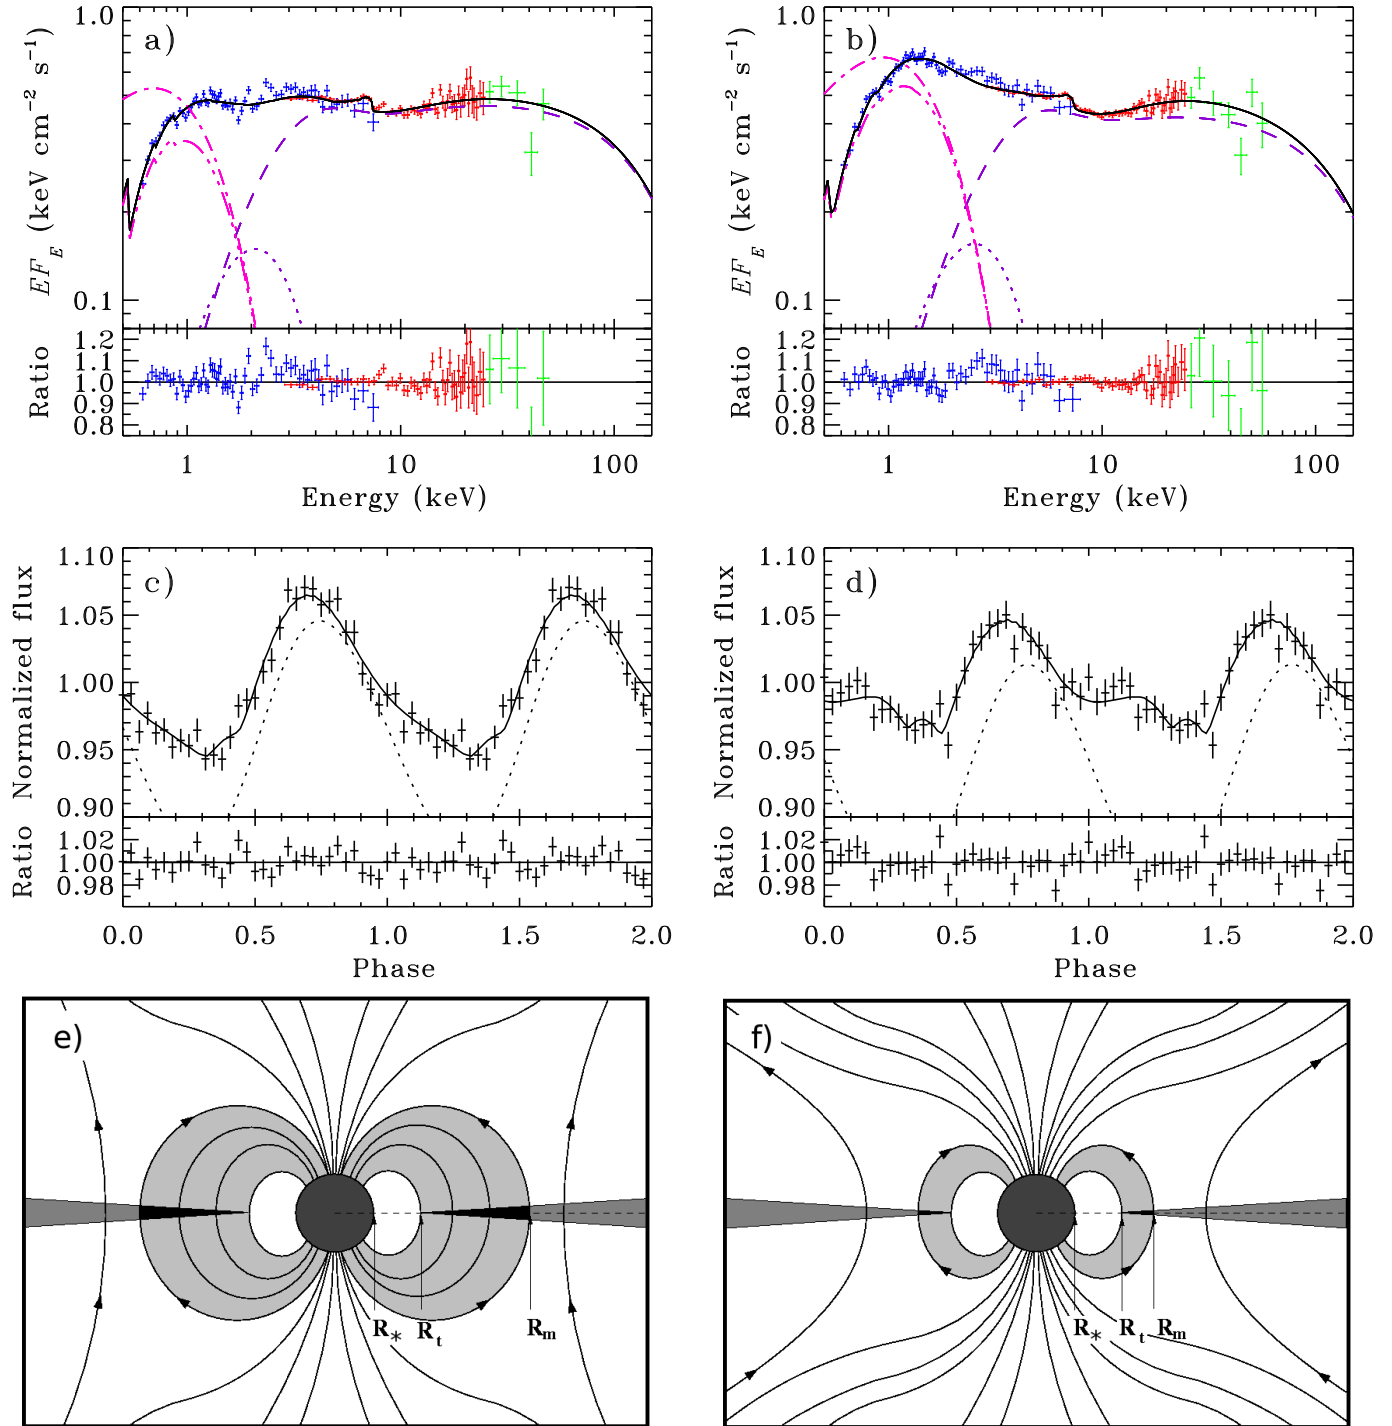 a)
1.0
0.1
EF_E (keV cm⁻² s⁻¹)
1.2
1.1
1.0
0.9
0.8
Ratio
1 10 100
Energy (keV)
b)
1.0
0.1
EF_E (keV cm⁻² s⁻¹)
1.2
1.1
1.0
0.9
0.8
Ratio
1 10 100
Energy (keV)
c)
1.10
1.05
1.00
0.95
0.90
Normalized flux
1.02
1.00
0.98
Ratio
0.0 0.5 1.0 1.5 2.0
Phase
d)
1.10
1.05
1.00
0.95
0.90
Normalized flux
1.02
1.00
0.98
Ratio
0.0 0.5 1.0 1.5 2.0
Phase
e)
R* Rt Rm
f)
R* Rt Rm